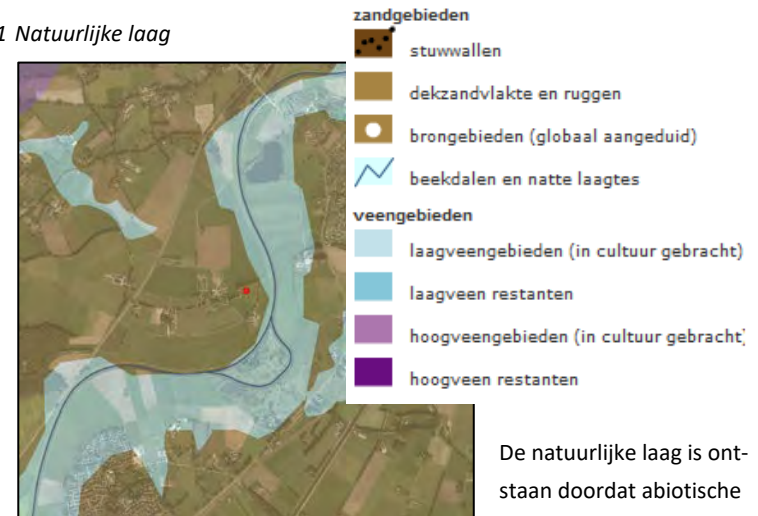 1 Natuurlijke laag
zandgebieden
stuwwallen
dekzandvlakte en ruggen
brongebieden (globaal aangeduid)
beekdalen en natte laagtes
veengebieden
laagveengebieden (in cultuur gebracht)
laagveen restanten
hoogveengebieden (in cultuur gebracht
hoogveen restanten
De natuurlijke laag is ont-
staan doordat abiotische